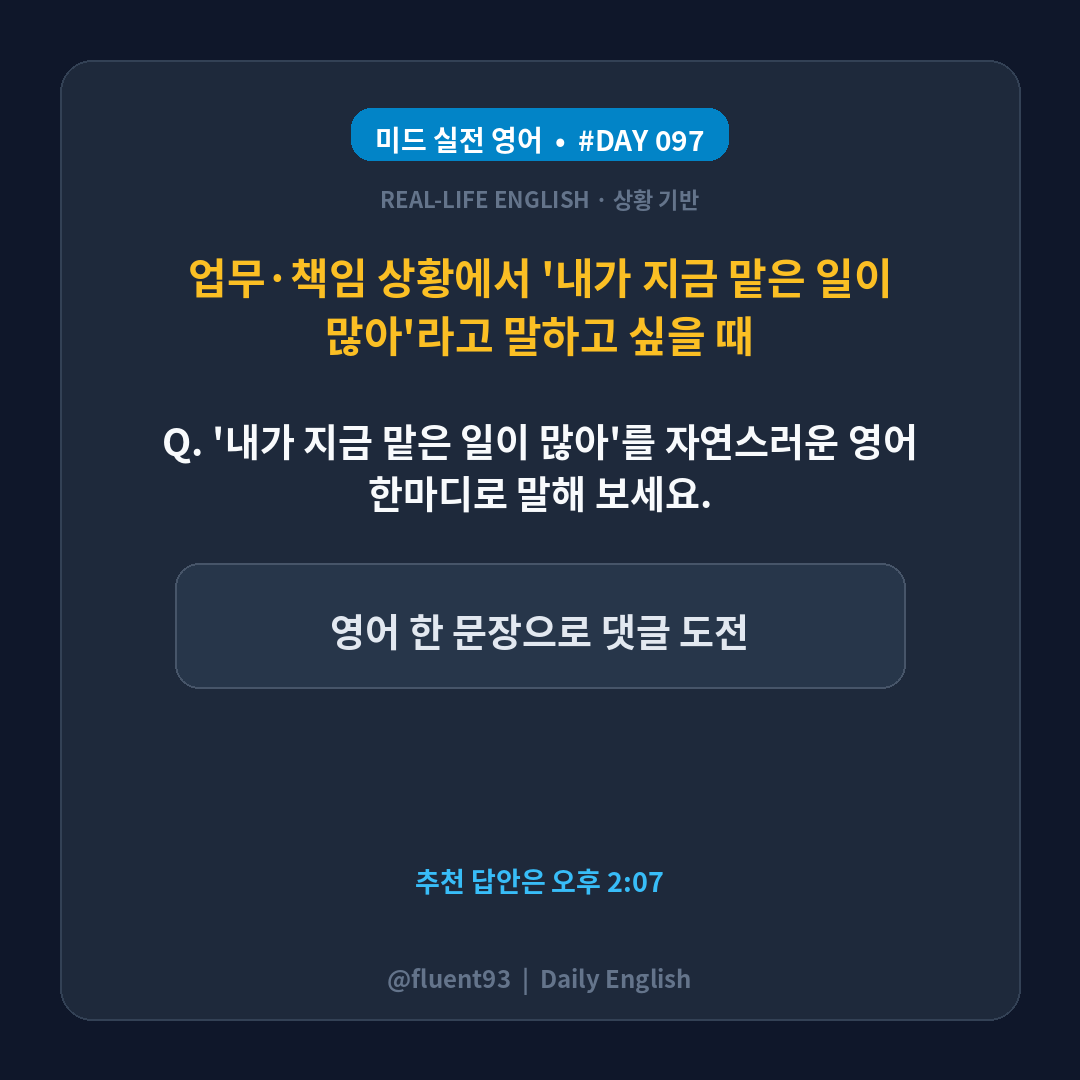 미드 실전 영어 • #DAY 097
REAL-LIFE ENGLISH · 상황 기반
업무·책임 상황에서 '내가 지금 맡은 일이
많아'라고 말하고 싶을 때
Q. '내가 지금 맡은 일이 많아'를 자연스러운 영어
한마디로 말해 보세요.
영어 한 문장으로 댓글 도전
추천 답안은 오후 2:07
@fluent93 | Daily English